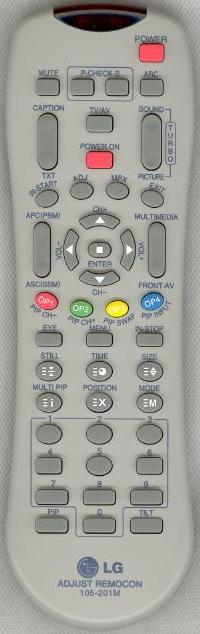 POWER
MUTE P-CHECK-S ARC
CAPTION TV/AV SOUND
TURBO
POWER ON
TXT PICTURE
IN-START ADJ MPX EXIT
APC(PSM) CH+ MULTIMEDIA
VOL- ENTER VOL+
ASC(SSM) CH- FRONT-AV
OP1 OP2 OP3 OP4
PIP CH- PIP CH+ PIP SWAP PIP INPUT
EYE MENU IN-STOP
STILL TIME SIZE
MULTI PIP POSITION MODE
i X M
1 2 3
4 5 6
7 8 9
PIP 0 TILT
LG
ADJUST REMOCON
105-201M